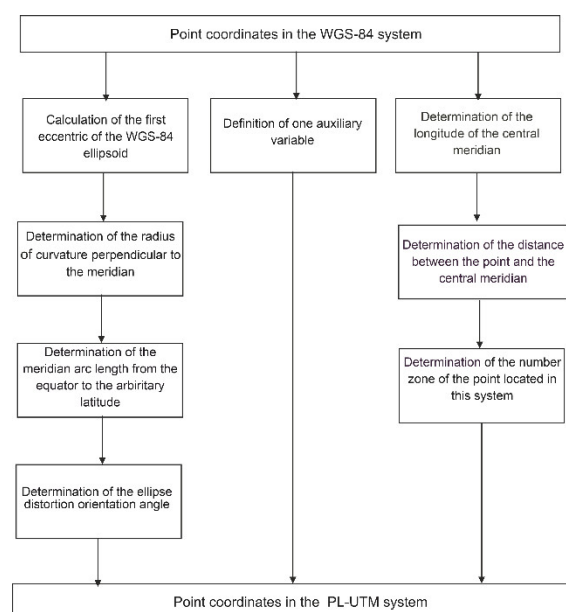 Point coordinates in the WGS-84 system
Calculation of the first
eccentric of the WGS-84
ellipsoid
Definition of one auxiliary
variable
Determination of the
longitude of the central
meridian
Determination of the radius
of curvature perpendicular to
the meridian
Determination of the distance
between the point and the
central meridian
Determination of the
meridian arc length from the
equator to the arbiritary
latitude
Determination of the number
zone of the point located in
this system
Determination of the ellipse
distortion orientation angle
Point coordinates in the PL-UTM system